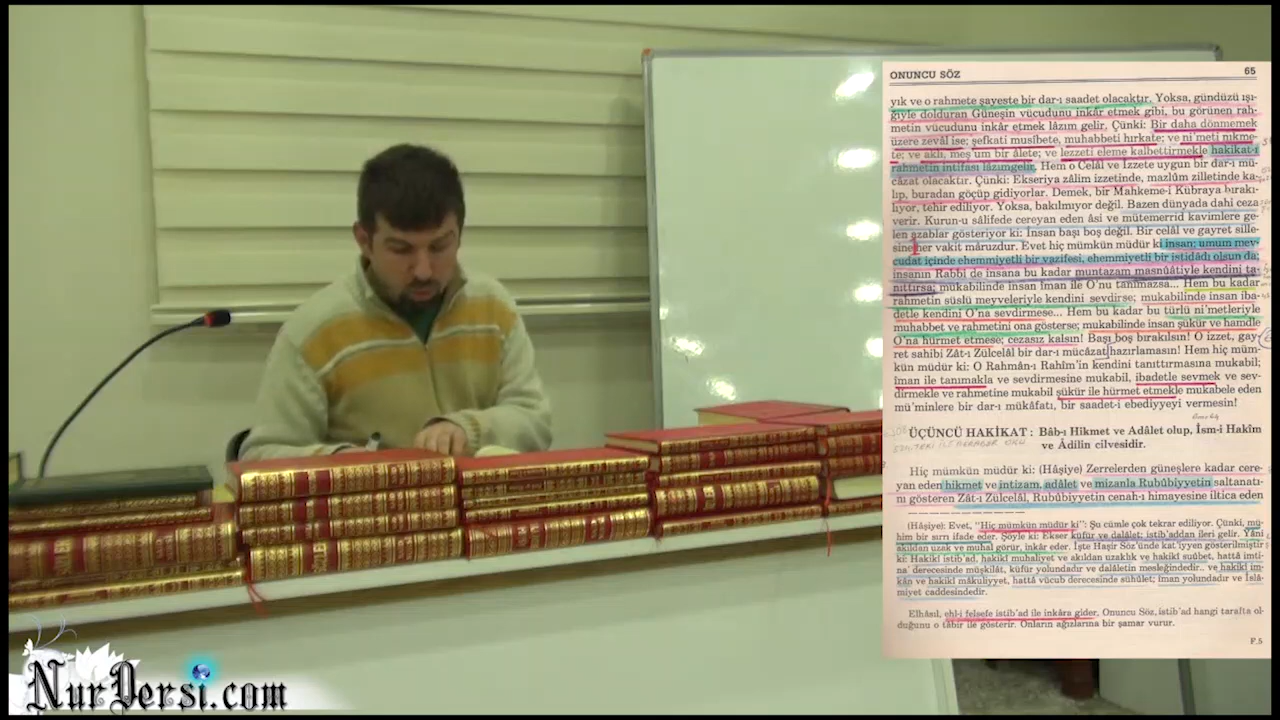 ONUNCU SÖZ 65
yık ve o rahmete şayeste bir dar-ı saadet olacaktır. Yoksa, gündüzü ışı-
ğiyle dolduran Güneşin vücudunu inkâr etmek gibi, bu görünen rah-
metin vücudunu inkâr etmek lâzım gelir. Çünki: Bir daha dönmemek
üzere zevâl ise; şefkati musîbete, muhabbeti hırkate; ve ni'meti nikme-
te; ve aklı, meş'um bir âlete; ve lezzeti eleme kalbettirmekle hakikat-ı
rahmetin intifası lâzımgelir. Hem o Celâl ve İzzete uygun bir dar-ı mü-
câzat olacaktır. Çünki: Ekseriya zâlim izzetinde, mazlûm zilletinde ka-
lıp, buradan göçüp gidiyorlar. Demek, bir Mahkeme-i Kübraya bırakı-
lıyor, tehir ediliyor. Yoksa, bakılmıyor değil. Bazen dünyada dahi ceza
verir. Kurun-u sâlifede cereyan eden âsi ve mütemerrid kavimlere ge-
len azablar gösteriyor ki: İnsan başı boş değil. Bir celâl ve gayret sille-
sine her vakit mâruzdur. Evet hiç mümkün müdür ki insan; umum mev-
cudat içinde ehemmiyetli bir vazifesi, ehemmiyetli bir istidâdı olsun da;
insanın Rabbi de insana bu kadar muntazam masnûatiyle kendini ta-
nıttırsa; mukabilinde insan îman ile O'nu tanımazsa... Hem bu kadar
rahmetin süslü meyveleriyle kendini sevdirse; mukabilinde insan iba-
detle kendini O'na sevdirmese... Hem bu kadar bu türlü ni'metleriyle
muhabbet ve rahmetini ona gösterse; mukabilinde insan şükür ve hamdle
O'na hürmet etmese; cezasız kalsın! Başı boş bırakılsın! O izzet, gay-
ret sahibi Zât-ı Zülcelâl bir dar-ı mücâzat hazırlamasın! Hem hiç müm-
kün müdür ki: O Rahmân-ı Rahîm'in kendini tanıttırmasına mukabil;
îman ile tanımakla ve sevdirmesine mukabil, ibadetle sevmek ve sev-
dirmekle ve rahmetine mukabil şükür ile hürmet etmekle mukabele eden
mü'minlere bir dar-ı mükâfatı, bir saadet-i ebediyyeyi vermesin!
ÜÇÜNCÜ HAKİKAT : Bâb-ı Hikmet ve Adâlet olup, İsm-i Hakîm
ve Âdilin cilvesidir.
Hiç mümkün müdür ki: (Hâşiye) Zerrelerden güneşlere kadar cere-
yan eden hikmet ve intizam, adâlet ve mizanla Rubûbiyyetin saltanatı-
nı gösteren Zât-ı Zülcelâl, Rubûbiyyetin cenah-ı himayesine iltica eden
(Hâşiye): Evet, "Hiç mümkün müdür ki": Şu cümle çok tekrar ediliyor. Çünki, mü-
him bir sırrı ifade eder. Şöyle ki: Ekser küfür ve dalâlet; istib'addan ileri gelir. Yâni
akıldan uzak ve muhal görür, inkâr eder. İşte Haşir Söz'ünde kat'iyyen gösterilmiştir
ki: Hakikî istib'ad, hakikî muhaliyet ve akıldan uzaklık ve hakikî suûbet, hattâ imti-
na' derecesinde müşkilât, küfür yolundadır ve dalâletin mesleğindedir.. ve hakikî im-
kân ve hakikî mâkuliyyet, hattâ vücub derecesinde sühûlet; îman yolundadır ve İslâ-
miyet caddesindedir.
Elhâsıl, ehl-i felsefe istib'ad ile inkâra gider. Onuncu Söz, istib'ad hangi tarafta ol-
duğunu o tâbir ile gösterir. Onların ağızlarına bir şamar vurur.
F.5
NurDersi.com